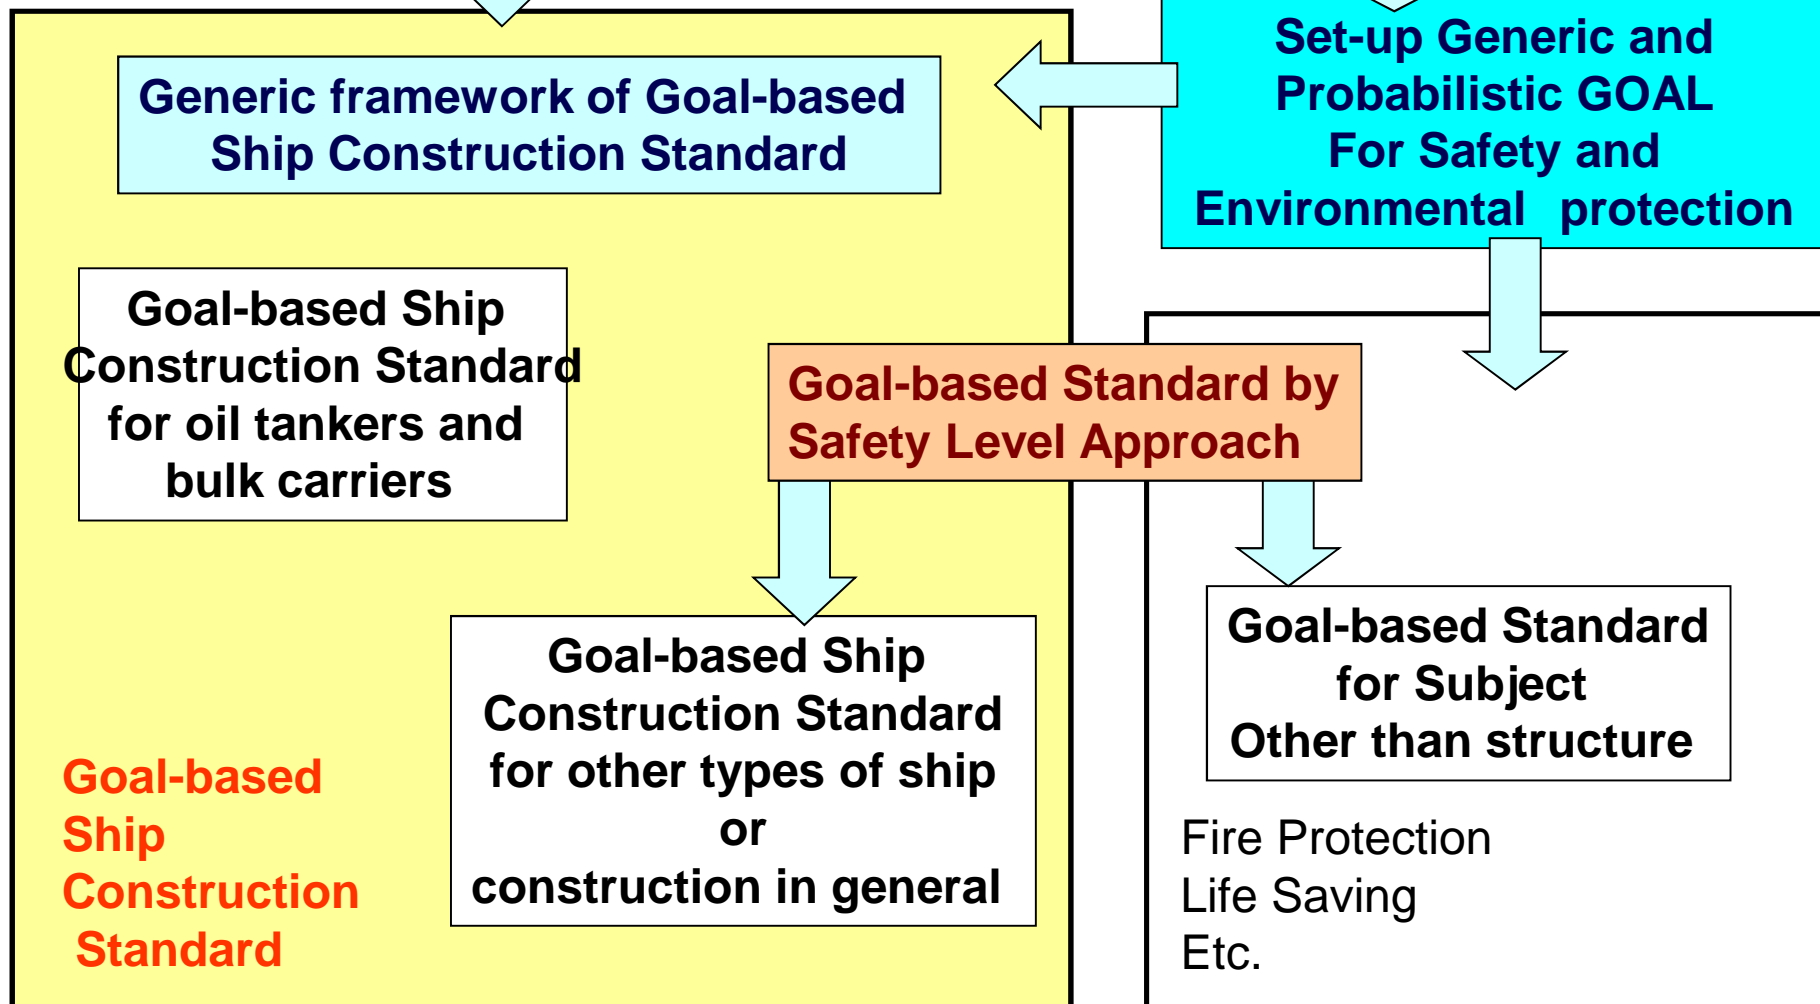 Set-up Generic and
Probabilistic GOAL
For Safety and
Environmental protection
Generic framework of Goal-based
Ship Construction Standard
Goal-based Ship
Construction Standard
for oil tankers and
bulk carriers
Goal-based Standard by
Safety Level Approach
Goal-based Ship
Construction Standard
for other types of ship
or
construction in general
Goal-based Standard
for Subject
Other than structure
Goal-based
Ship
Construction
Standard
Fire Protection
Life Saving
Etc.